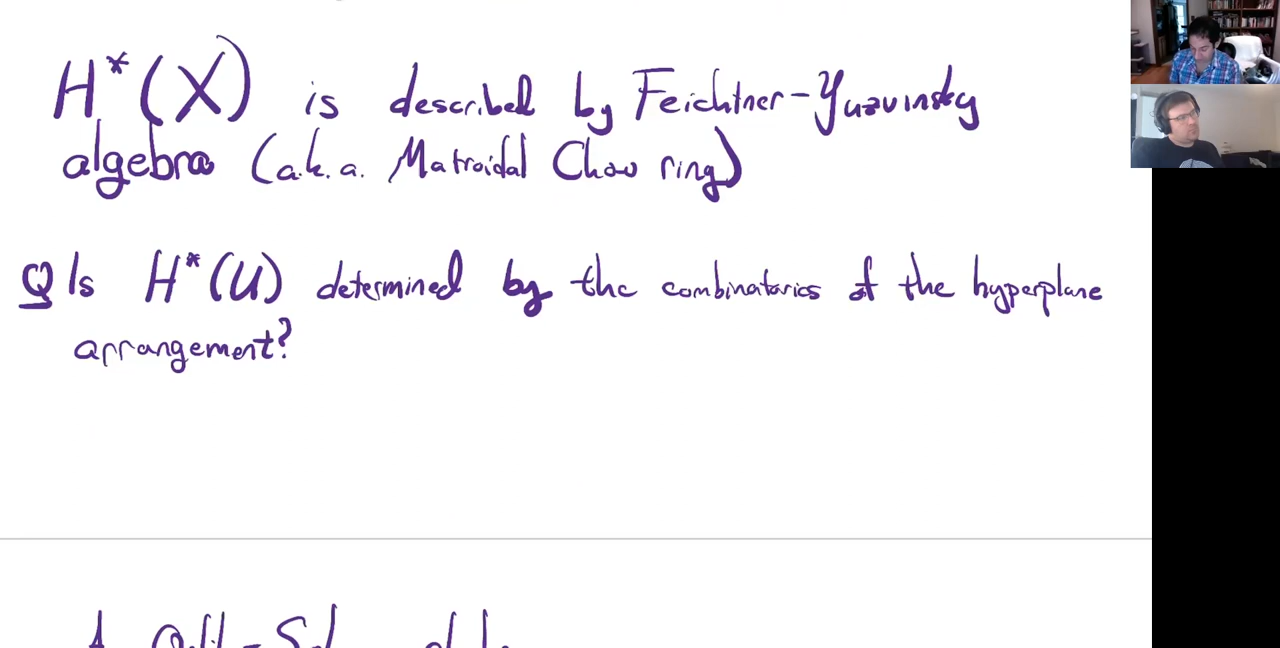 H*(X) is described by Feichtner-Yuzvinsky
algebra (a.k.a. Matroidal Chow ring)
Q Is H*(U) determined by the combinatorics of the hyperplane
arrangement?